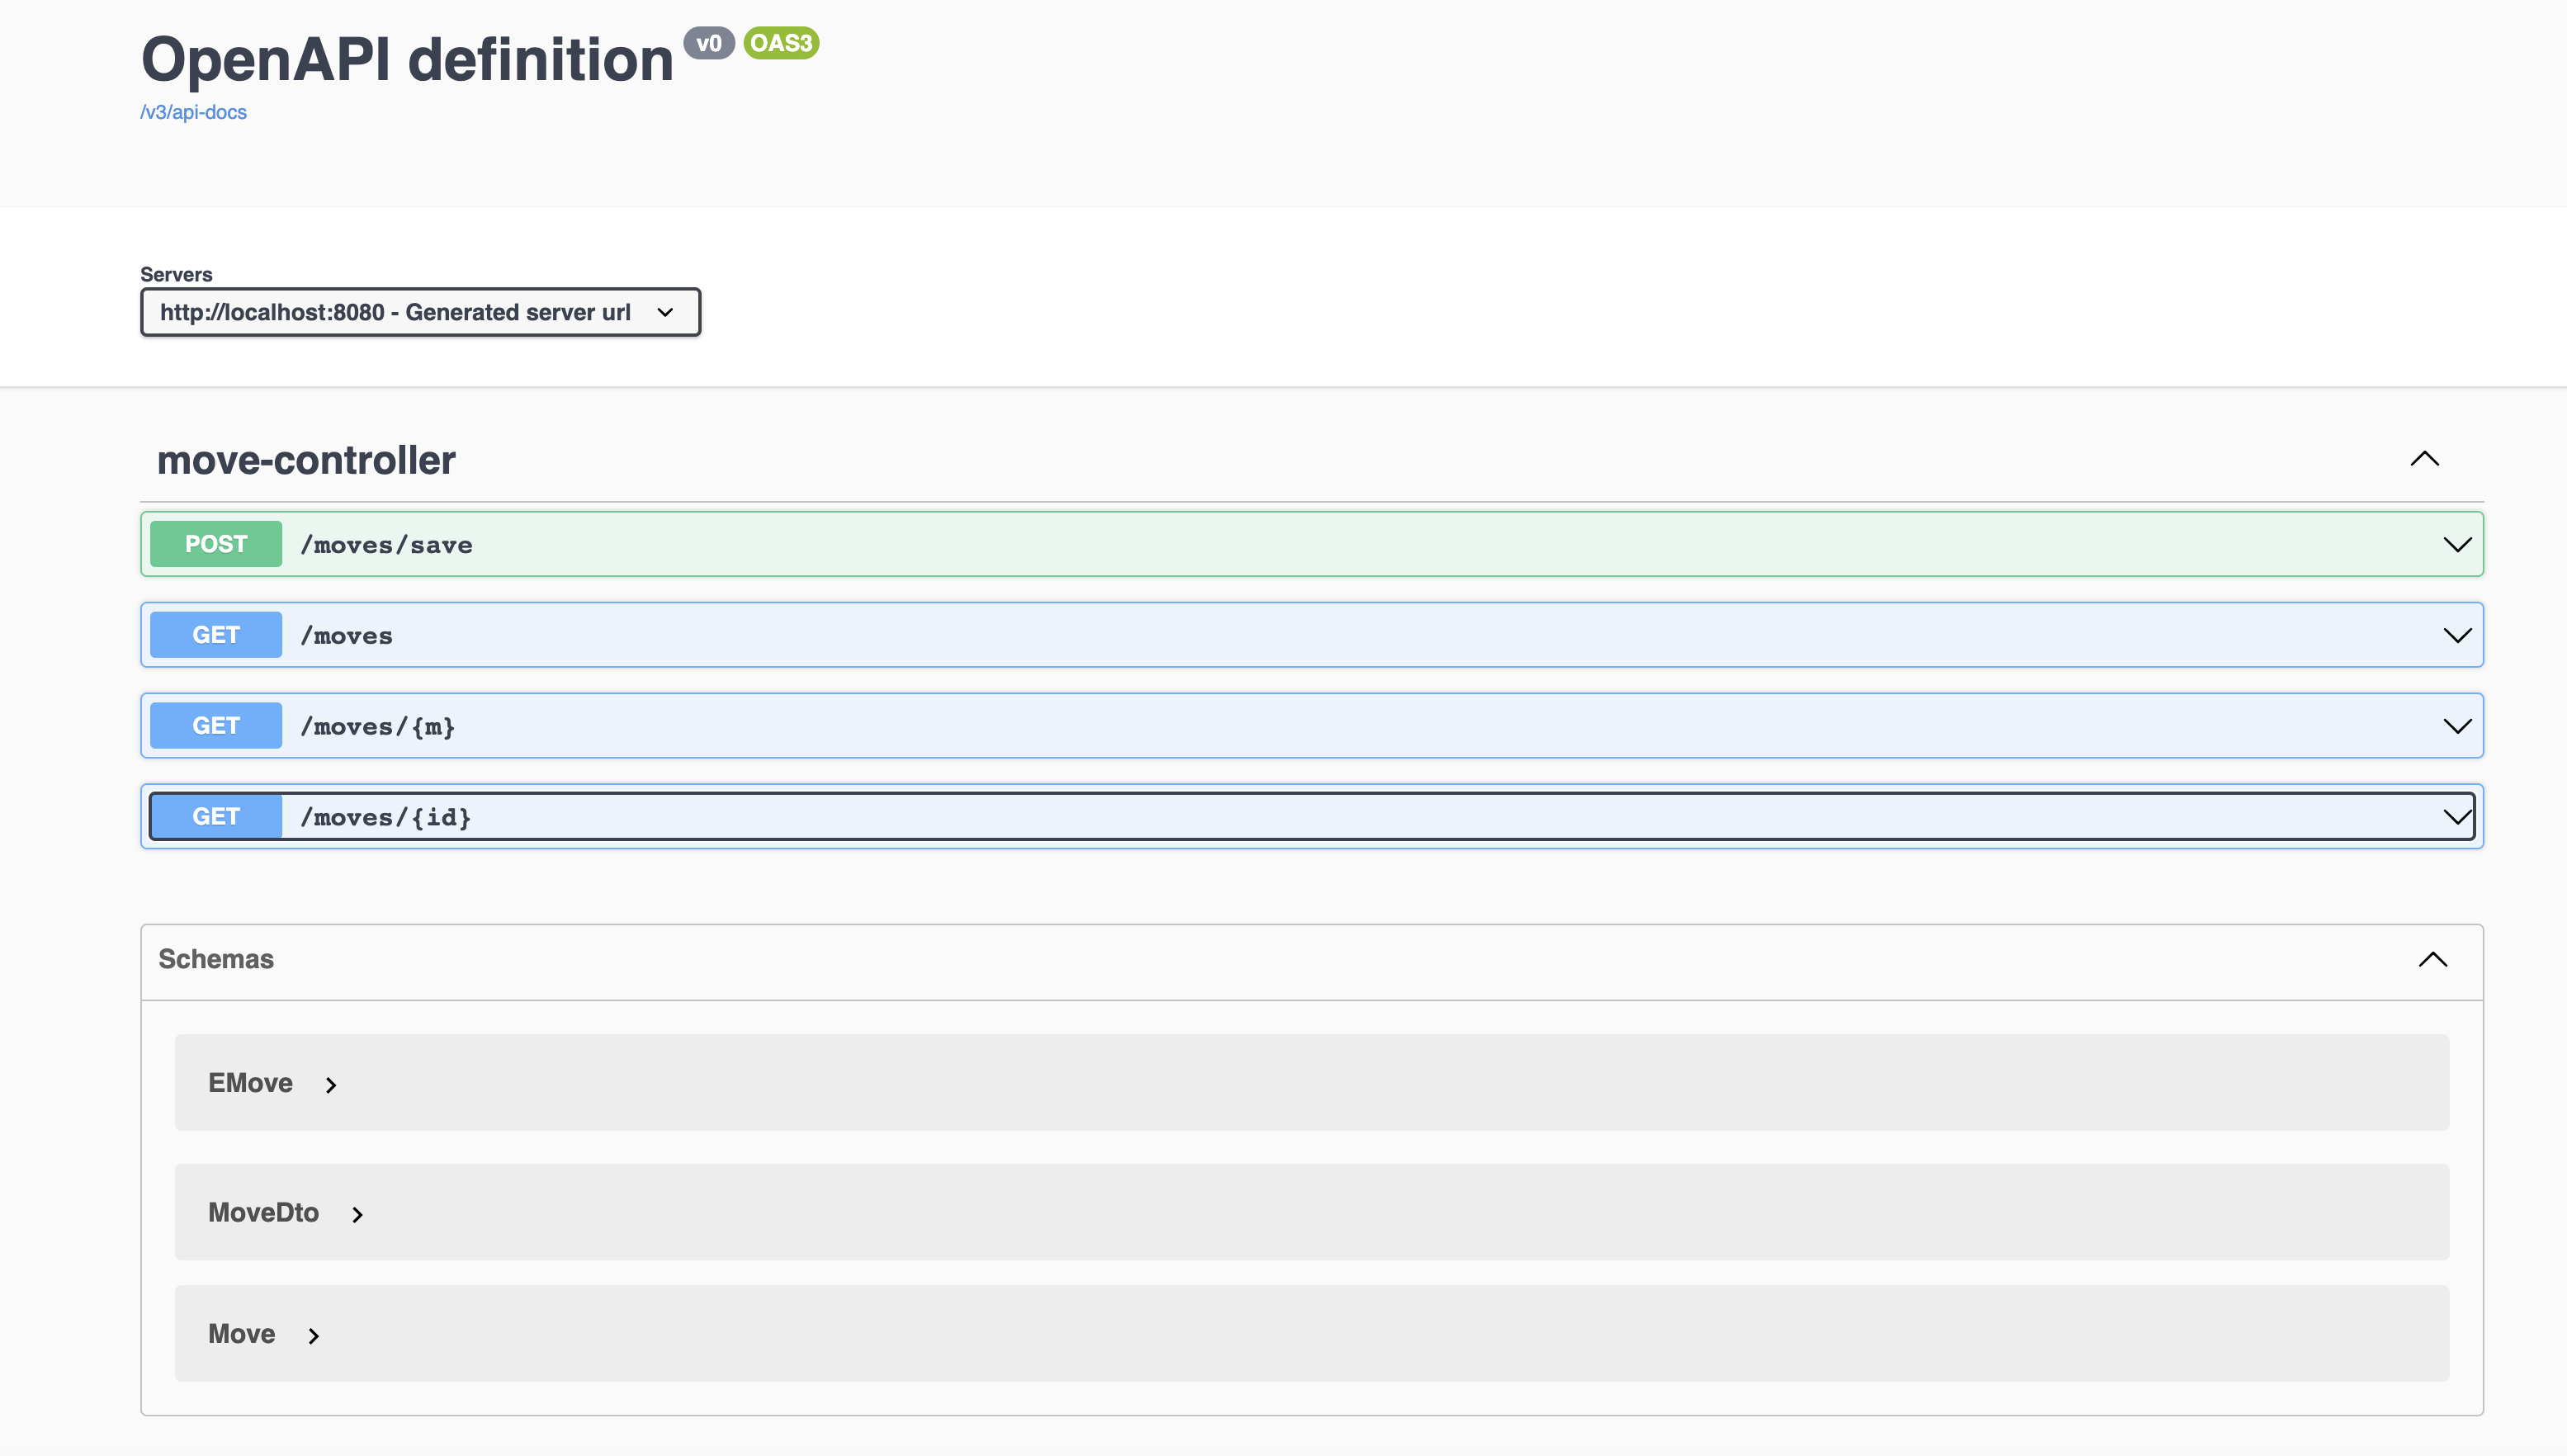 OpenAPI definition v0 OAS3
/v3/api-docs
Servers
http://localhost:8080 - Generated server url
move-controller
POST /moves/save
GET /moves
GET /moves/{m}
GET /moves/{id}
Schemas
EMove
MoveDto
Move